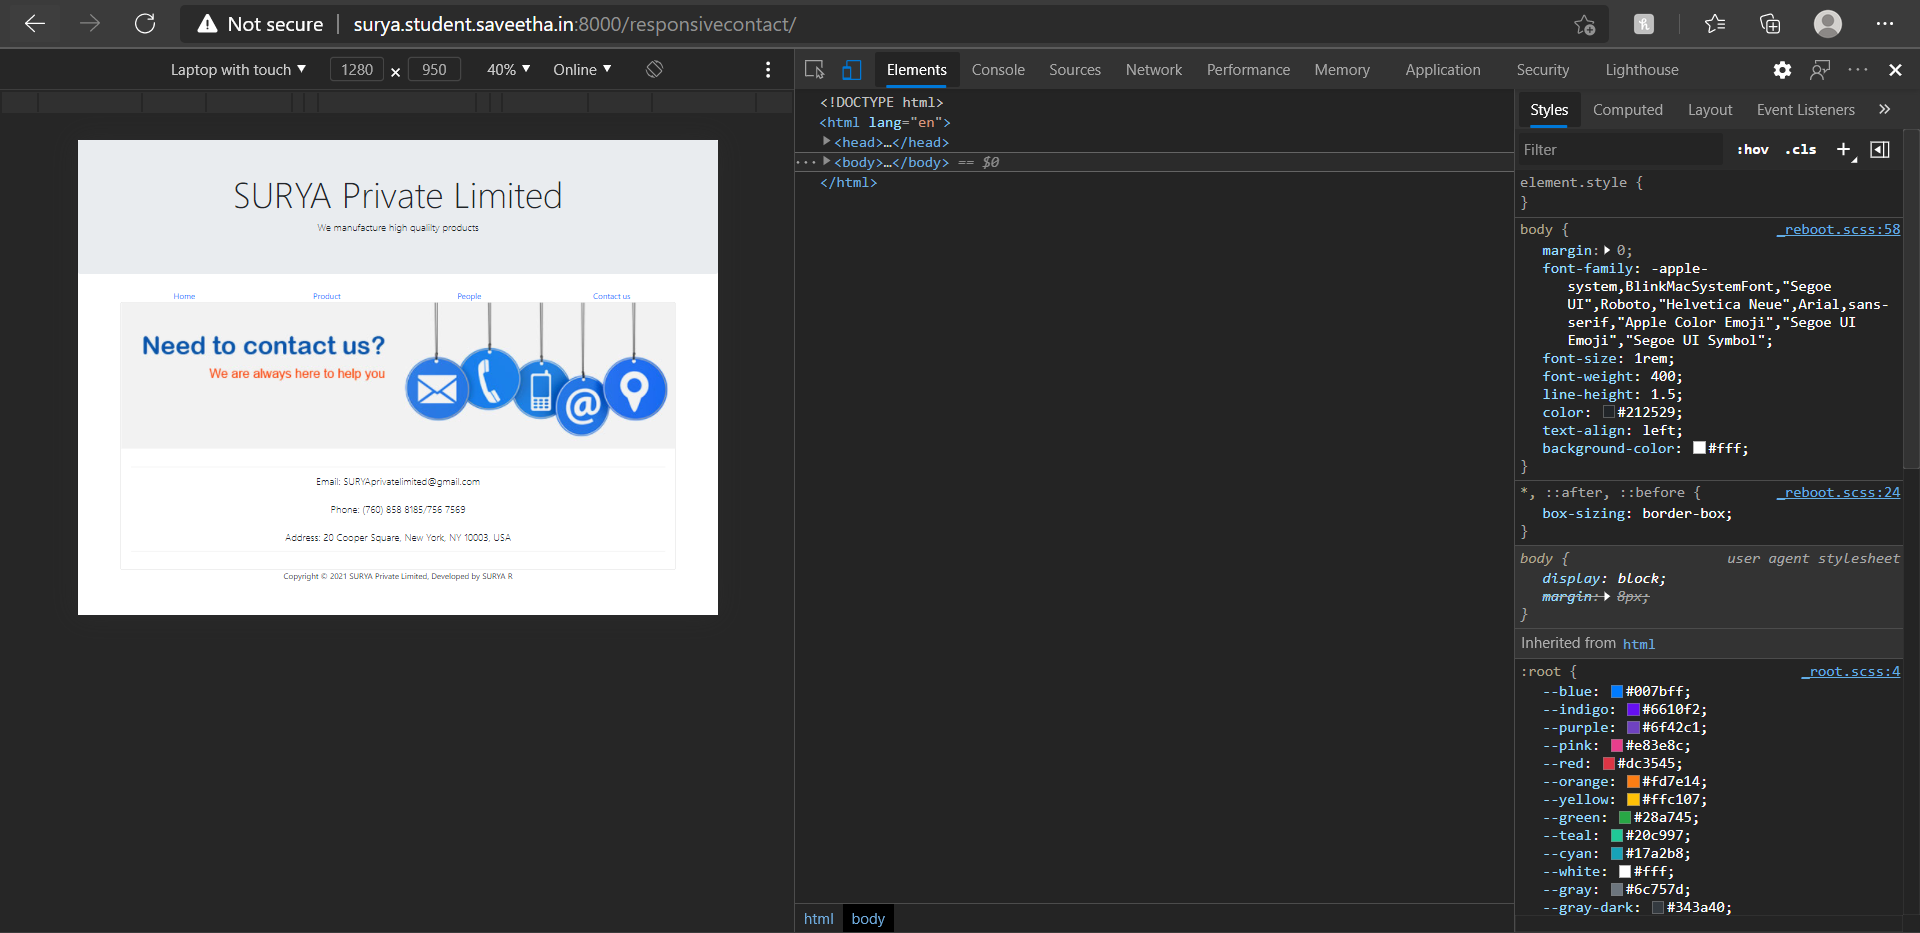 Not secure | surya.student.saveetha.in:8000/responsivecontact/
Laptop with touch ▼ 1280 x 950 40% ▼ Online ▼
Elements Console Sources Network Performance Memory Application Security Lighthouse
SURYA Private Limited
We manufacture high quality products
Home Product People Contact us
Need to contact us?
We are always here to help you
@
Email: SURYAprivatelimited@gmail.com
Phone: (760) 858 8185/756 7569
Address: 20 Cooper Square, New York, NY 10003, USA
Copyright © 2021 SURYA Private Limited, Developed by SURYA R
<!DOCTYPE html>
<html lang="en">
<head>…</head>
<body>…</body> == $0
</html>
html body
Styles Computed Layout Event Listeners »
Filter :hov .cls +
element.style {
}
body { _reboot.scss:58
margin: 0;
font-family: -apple-
system,BlinkMacSystemFont,"Segoe
UI",Roboto,"Helvetica Neue",Arial,sans-
serif,"Apple Color Emoji","Segoe UI
Emoji","Segoe UI Symbol";
font-size: 1rem;
font-weight: 400;
line-height: 1.5;
color: #212529;
text-align: left;
background-color: #fff;
}
*, ::after, ::before { _reboot.scss:24
box-sizing: border-box;
}
body { user agent stylesheet
display: block;
margin: 8px;
}
Inherited from html
:root { _root.scss:4
--blue: #007bff;
--indigo: #6610f2;
--purple: #6f42c1;
--pink: #e83e8c;
--red: #dc3545;
--orange: #fd7e14;
--yellow: #ffc107;
--green: #28a745;
--teal: #20c997;
--cyan: #17a2b8;
--white: #fff;
--gray: #6c757d;
--gray-dark: #343a40;